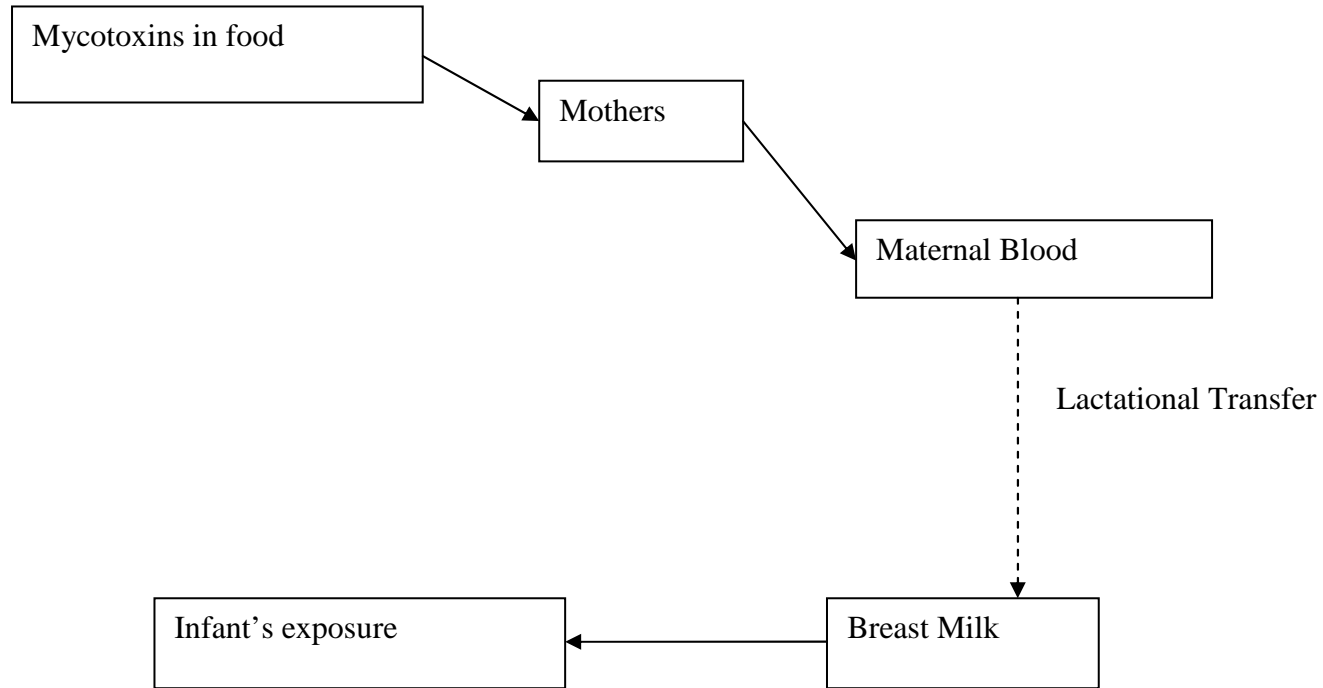 Mycotoxins in food
Mothers
Maternal Blood
Lactational Transfer
Breast Milk
Infant’s exposure